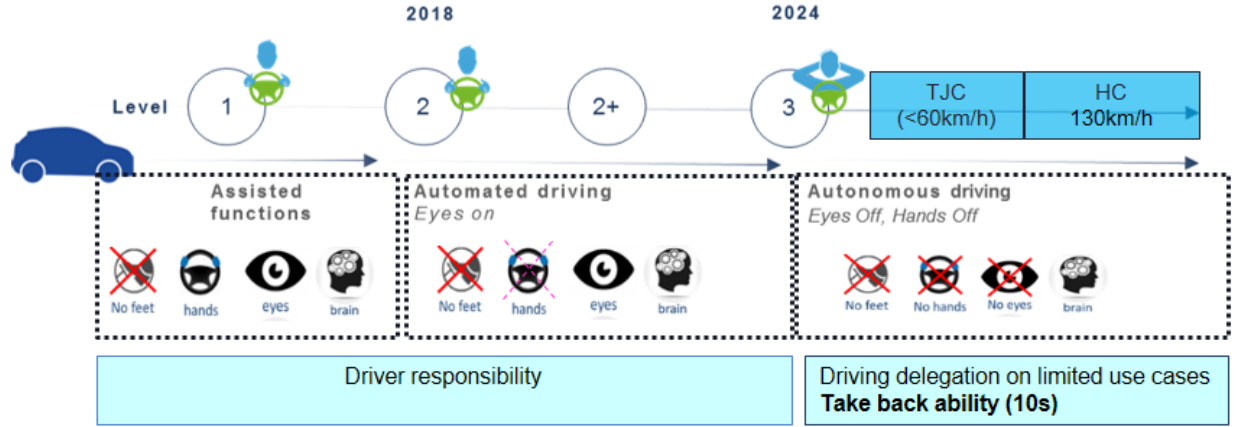 2018
2024
Level
1
2
2+
3
TJC
(<60km/h)
HC
130km/h
Assisted
functions
Automated driving
Eyes on
Autonomous driving
Eyes Off, Hands Off
No feet
hands
eyes
brain
No feet
hands
eyes
brain
No feet
No hands
No eyes
brain
Driver responsibility
Driving delegation on limited use cases
Take back ability (10s)